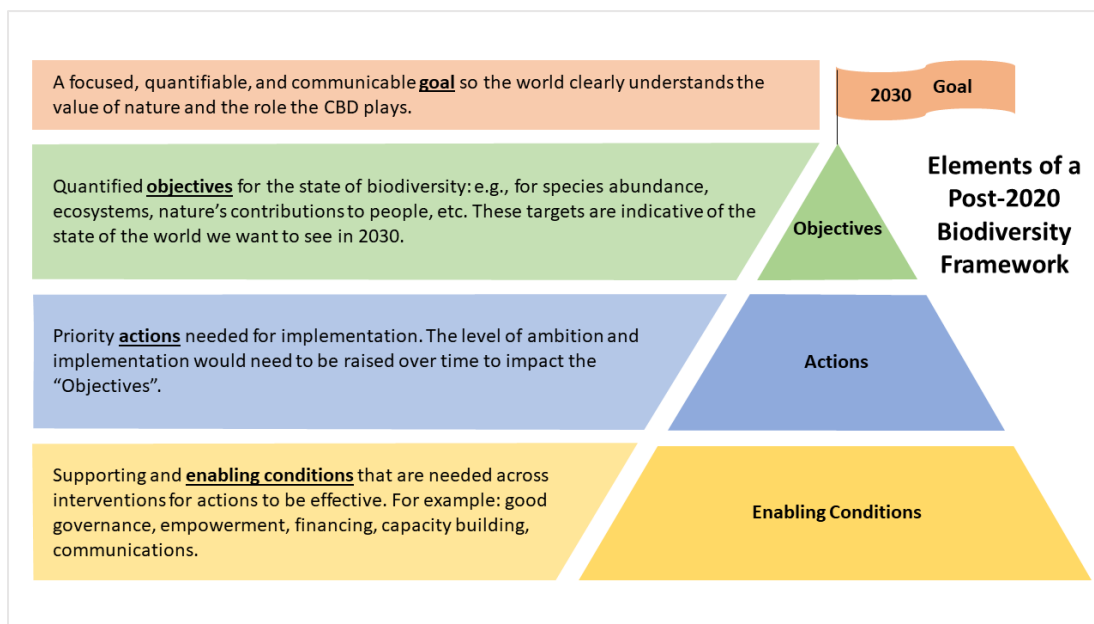 A focused, quantifiable, and communicable goal so the world clearly understands the
value of nature and the role the CBD plays.
2030 Goal
Elements of a
Post-2020
Biodiversity
Framework
Quantified objectives for the state of biodiversity: e.g., for species abundance,
ecosystems, nature's contributions to people, etc. These targets are indicative of the
state of the world we want to see in 2030.
Objectives
Priority actions needed for implementation. The level of ambition and
implementation would need to be raised over time to impact the
“Objectives”.
Actions
Supporting and enabling conditions that are needed across
interventions for actions to be effective. For example: good
governance, empowerment, financing, capacity building,
communications.
Enabling Conditions